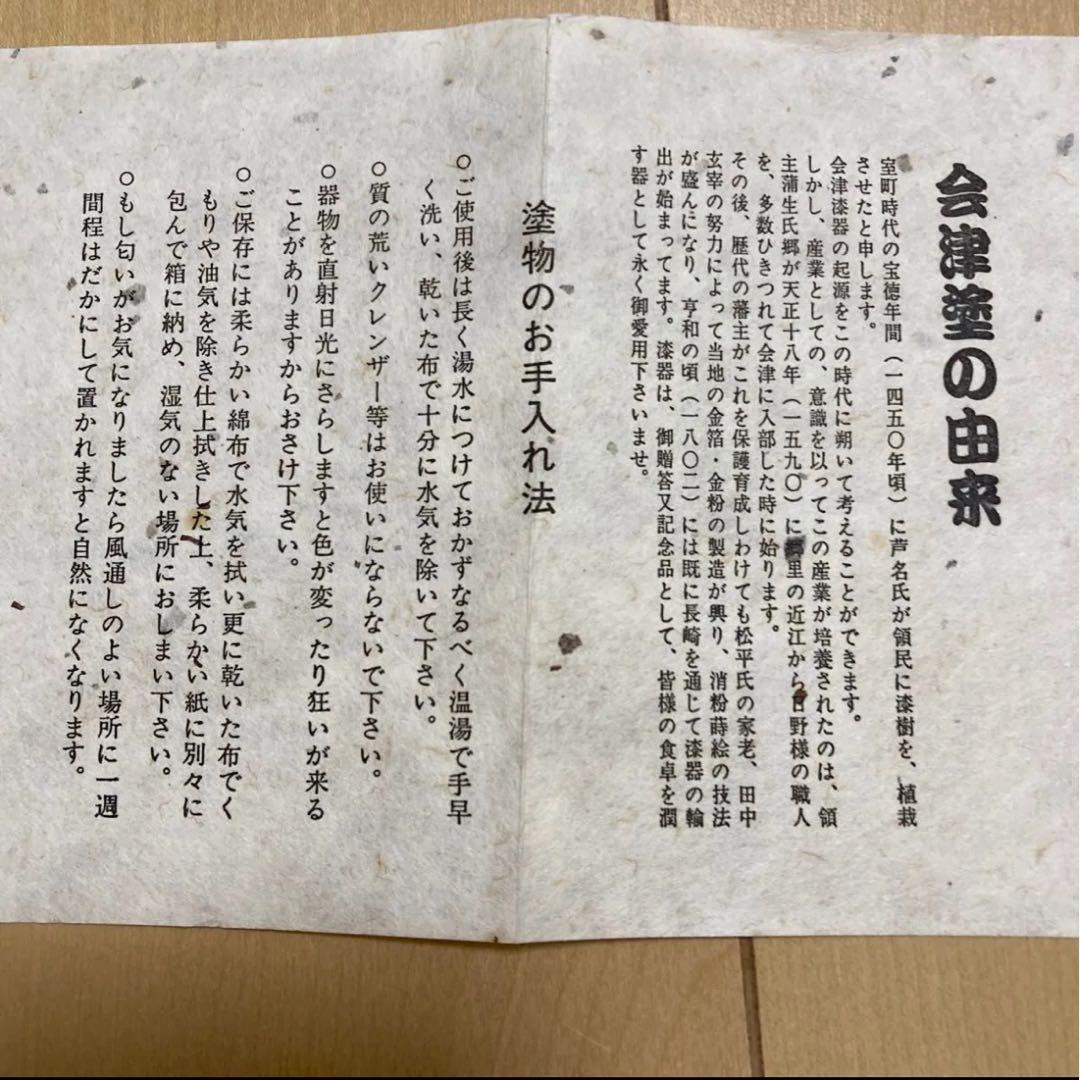 会津塗の由来
室町時代の宝徳年間（一四五〇年頃）に芦名氏が領民に漆樹を、植栽
させたと申します。
会津漆器の起源をこの時代に朔いて考えることができます。
しかし、産業としての、意識を以ってこの産業が培養されたのは、領
主蒲生氏郷が天正十八年（一五九〇）に郷里の近江から日野様の職人
を、多数ひきつれて会津に入部した時に始ります。
その後、歴代の藩主がこれを保護育成しわけても松平氏の家老、田中
玄宰の努力によって当地の金箔・金粉の製造が興り、消粉蒔絵の技法
が盛んになり、亨和の頃（一八〇二）には既に長崎を通じて漆器の輪
出が始まってます。漆器は、御贈答又記念品として、皆様の食卓を潤
す器として永く御愛用下さいませ。
塗物のお手入れ法
○ご使用後は長く湯水につけておかずなるべく温湯で手早
く洗い、乾いた布で十分に水気を除いて下さい。
○質の荒いクレンザー等はお使いにならないで下さい。
○器物を直射日光にさらしますと色が変ったり狂いが来る
ことがありますからおさけ下さい。
○ご保存には柔らかい綿布で水気を拭い更に乾いた布でく
もりや油気を除き仕上拭きした上、柔らかい紙に別々に
包んで箱に納め、湿気のない場所におしまい下さい。
○もし匂いがお気になりましたら風通しのよい場所に一週
間程はだかにして置かれますと自然になくなります。